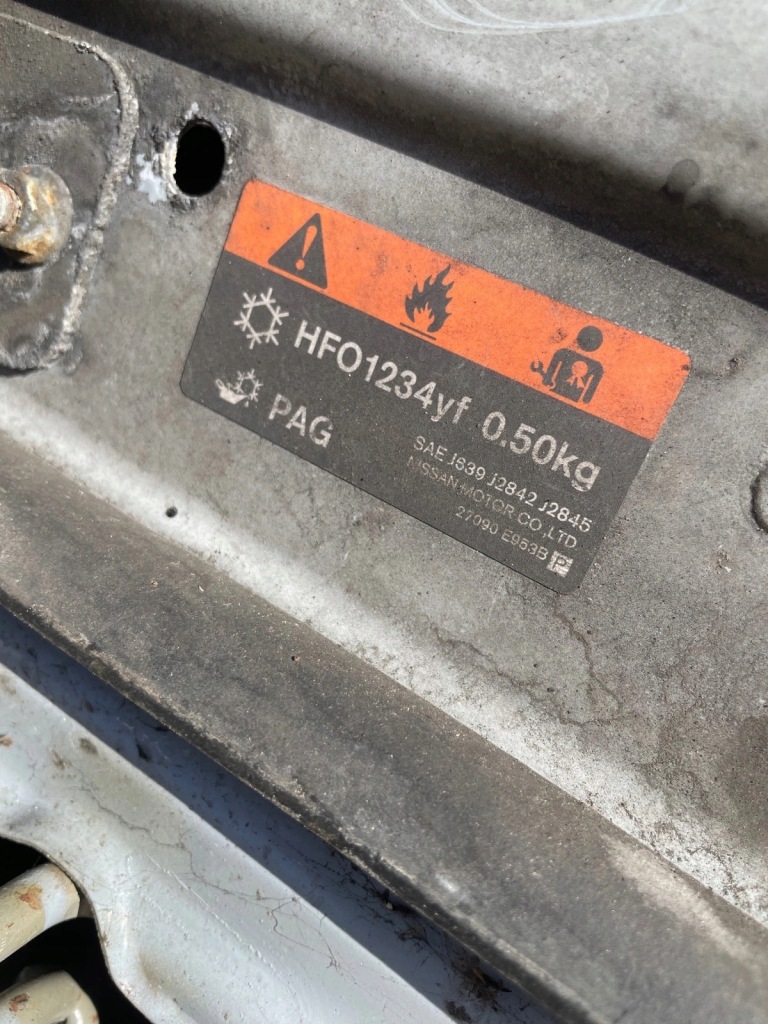 HFO1234yf 0.50kg
PAG
SAE J639 J2842 J2845
NISSAN MOTOR CO.,LTD
27090 E963B